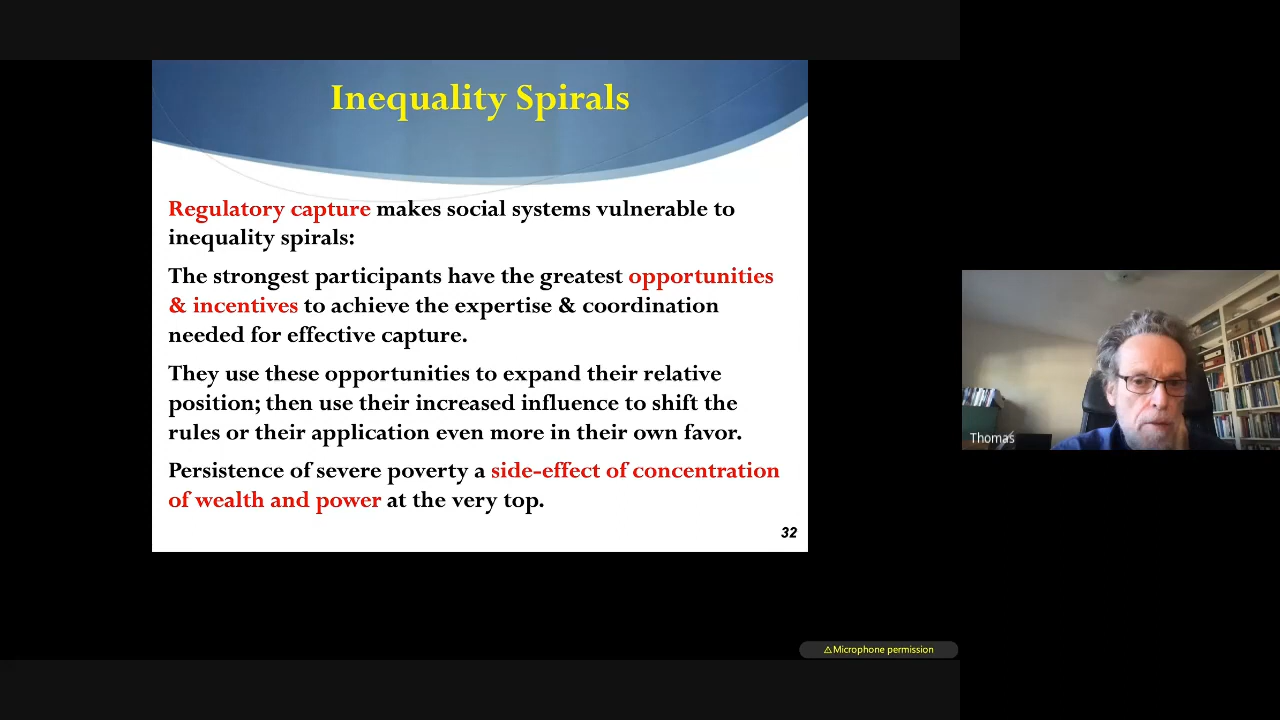 Inequality Spirals
Regulatory capture makes social systems vulnerable to
inequality spirals:
The strongest participants have the greatest opportunities
& incentives to achieve the expertise & coordination
needed for effective capture.
They use these opportunities to expand their relative
position; then use their increased influence to shift the
rules or their application even more in their own favor.
Persistence of severe poverty a side-effect of concentration
of wealth and power at the very top.
32
Thomas
⚠Microphone permission